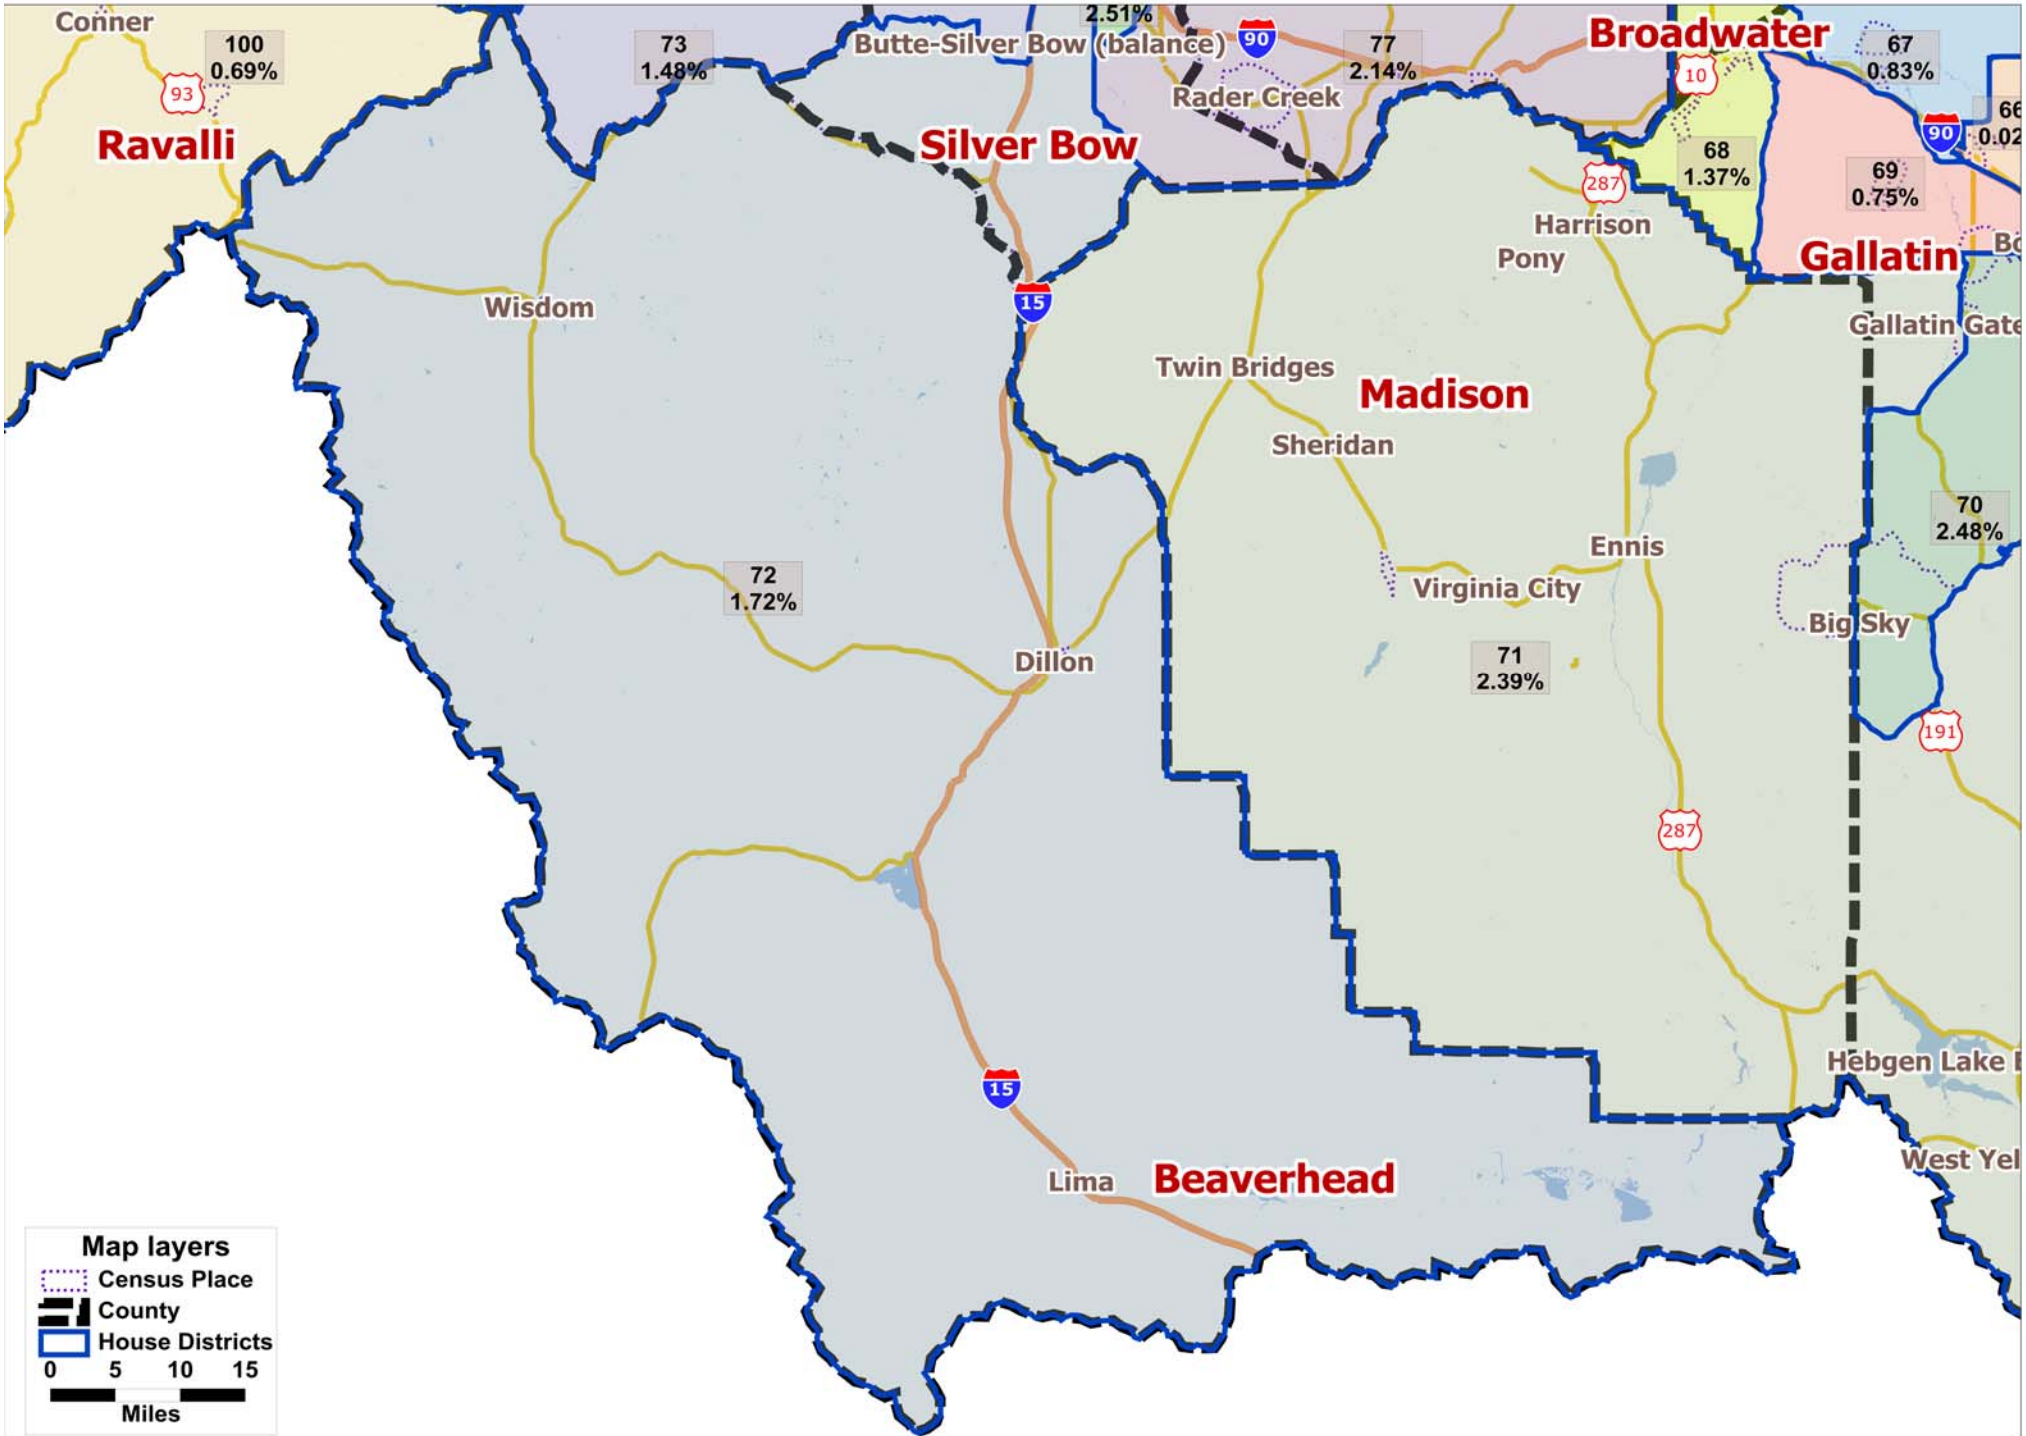 Conner
100
0.69%
93
Ravalli
73
1.48%
Butte-Silver Bow (balance)
2.51%
90
77
2.14%
Rader Creek
Broadwater
10
67
0.83%
66
0.02
90
Silver Bow
68
1.37%
69
0.75%
287
Harrison
Pony
Gallatin
Bo
Wisdom
15
Gallatin Gate
Twin Bridges
Madison
Sheridan
70
2.48%
Ennis
Virginia City
72
1.72%
Big Sky
Dillon
71
2.39%
191
287
Hebgen Lake E
15
West Yel
Lima
Beaverhead
Map layers
Census Place
County
House Districts
0 5 10 15
Miles